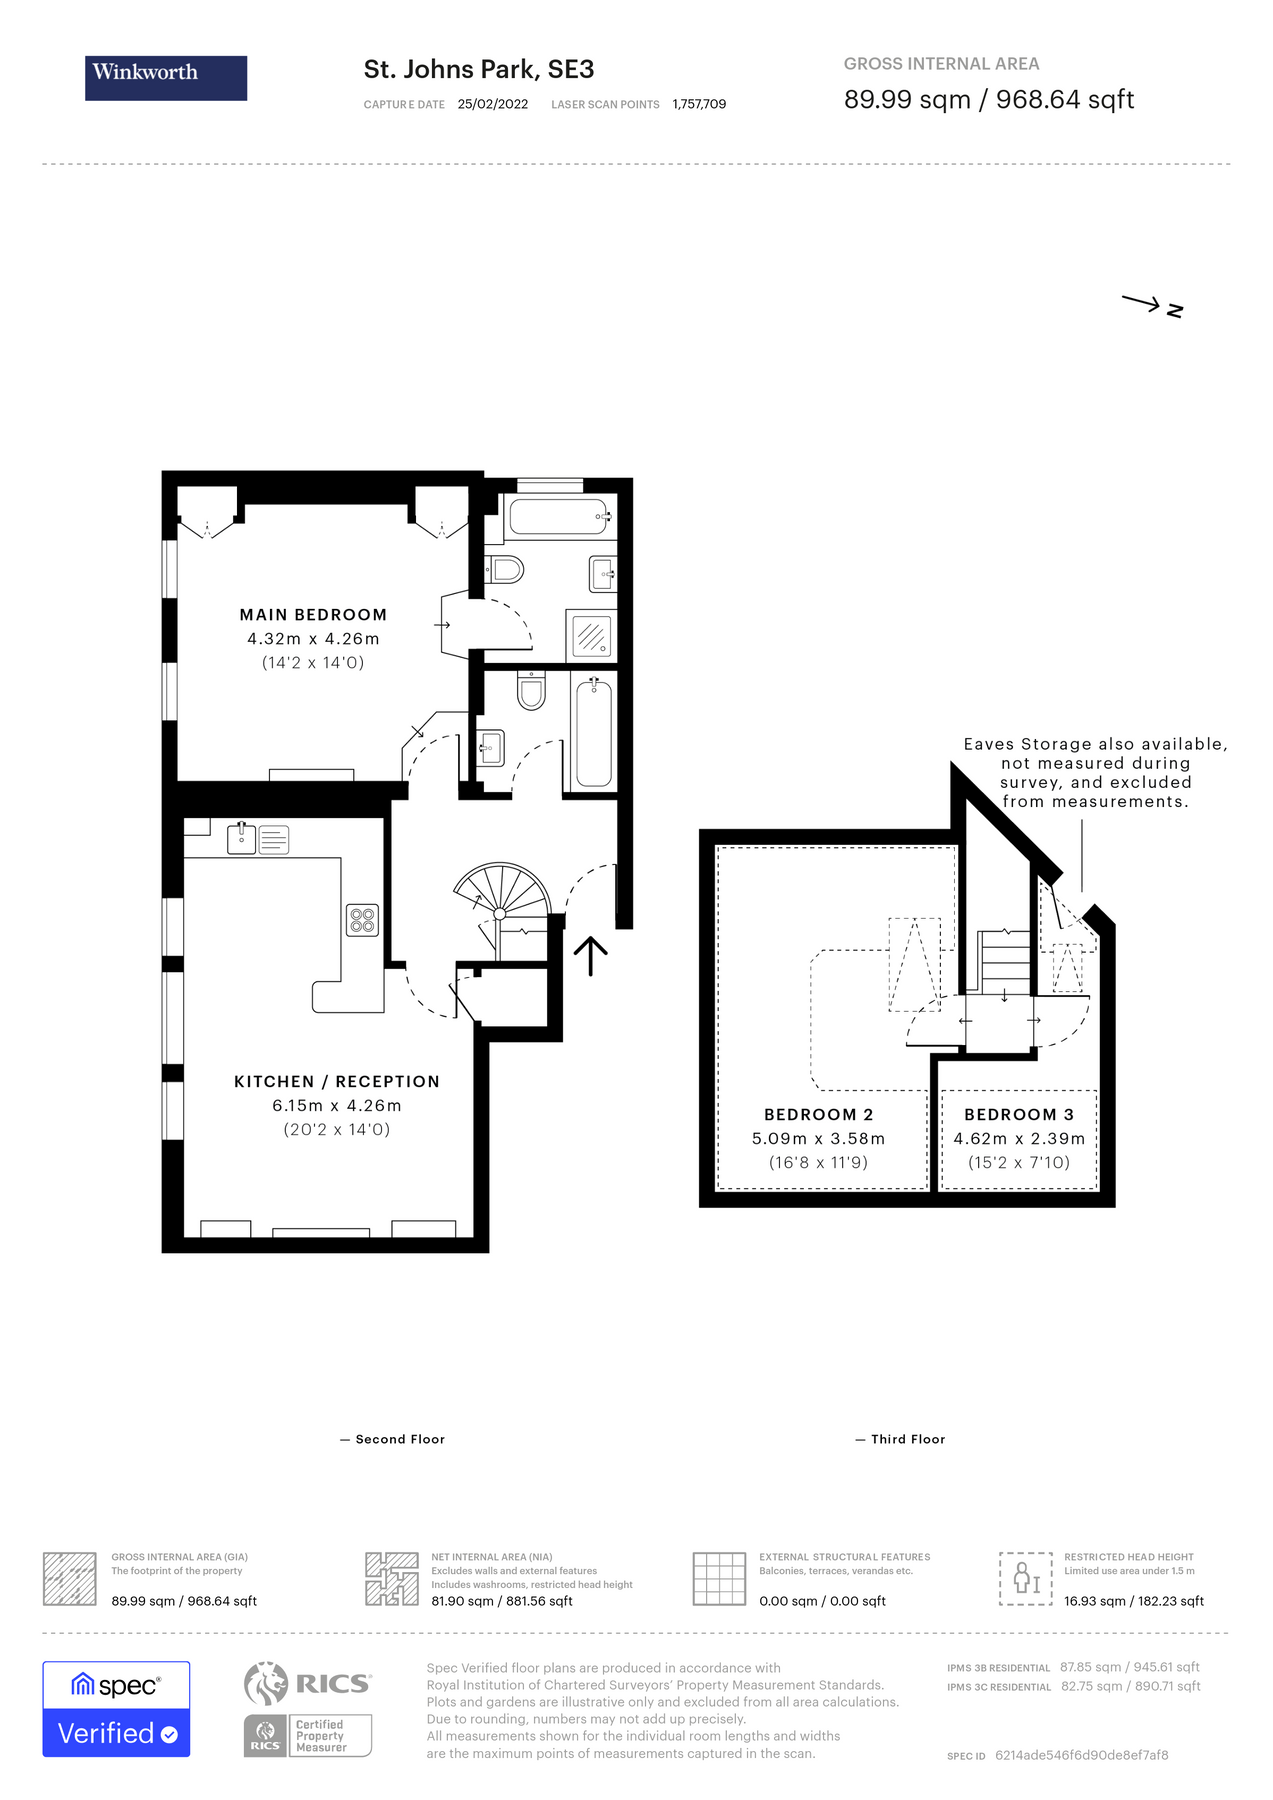 Winkworth
St. Johns Park, SE3
CAPTURE DATE 25/02/2022 LASER SCAN POINTS 1,757,709
GROSS INTERNAL AREA
89.99 sqm / 968.64 sqft
N
MAIN BEDROOM
4.32m x 4.26m
(14'2 x 14'0)
Eaves Storage also available,
not measured during
survey, and excluded
from measurements.
KITCHEN / RECEPTION
6.15m x 4.26m
(20'2 x 14'0)
BEDROOM 2
5.09m x 3.58m
(16'8 x 11'9)
BEDROOM 3
4.62m x 2.39m
(15'2 x 7'10)
— Second Floor
— Third Floor
GROSS INTERNAL AREA (GIA)
The footprint of the property
89.99 sqm / 968.64 sqft
NET INTERNAL AREA (NIA)
Excludes walls and external features
Includes washrooms, restricted head height
81.90 sqm / 881.56 sqft
EXTERNAL STRUCTURAL FEATURES
Balconies, terraces, verandas etc.
0.00 sqm / 0.00 sqft
RESTRICTED HEAD HEIGHT
Limited use area under 1.5 m
16.93 sqm / 182.23 sqft
spec®
Verified
RICS®
RICS
Certified
Property
Measurer
Spec Verified floor plans are produced in accordance with
Royal Institution of Chartered Surveyors' Property Measurement Standards.
Plots and gardens are illustrative only and excluded from all area calculations.
Due to rounding, numbers may not add up precisely.
All measurements shown for the individual room lengths and widths
are the maximum points of measurements captured in the scan.
IPMS 3B RESIDENTIAL 87.85 sqm / 945.61 sqft
IPMS 3C RESIDENTIAL 82.75 sqm / 890.71 sqft
SPEC ID 6214ade546f6d90de8ef7af8